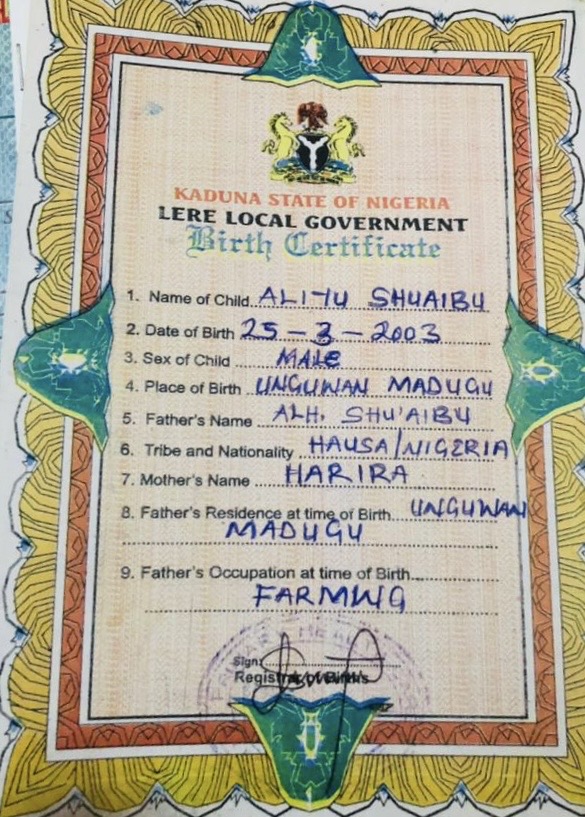 KADUNA STATE OF NIGERIA
LERE LOCAL GOVERNMENT
Birth Certificate
1. Name of Child ALIYU SHUAIBU
2. Date of Birth 25 - 3 - 2003
3. Sex of Child MALE
4. Place of Birth UNGUWAN MADUGU
5. Father's Name ALH. SHU'AIBU
6. Tribe and Nationality HAUSA/NIGERIA
7. Mother's Name HARIRA
8. Father's Residence at time of Birth UNGUWAN
MADUGU
9. Father's Occupation at time of Birth
FARMING
Sign:
Registrar of Births
PRIMARY HEALTH